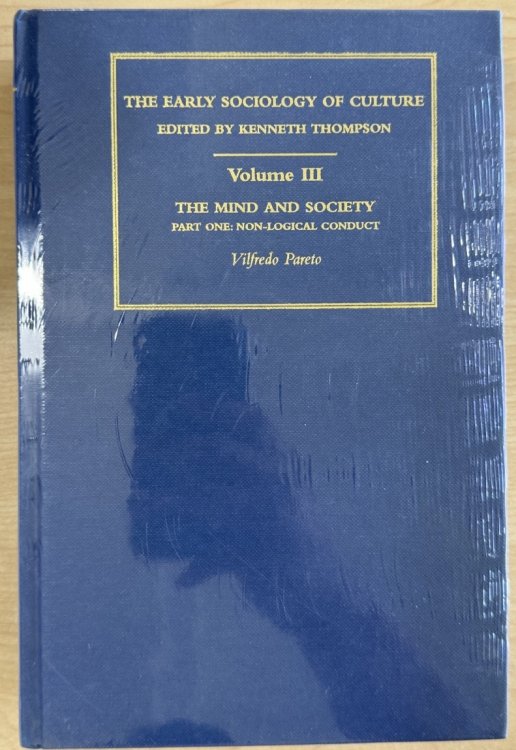 THE EARLY SOCIOLOGY OF CULTURE
EDITED BY KENNETH THOMPSON
Volume III
THE MIND AND SOCIETY
PART ONE: NON-LOGICAL CONDUCT
Vilfredo Pareto